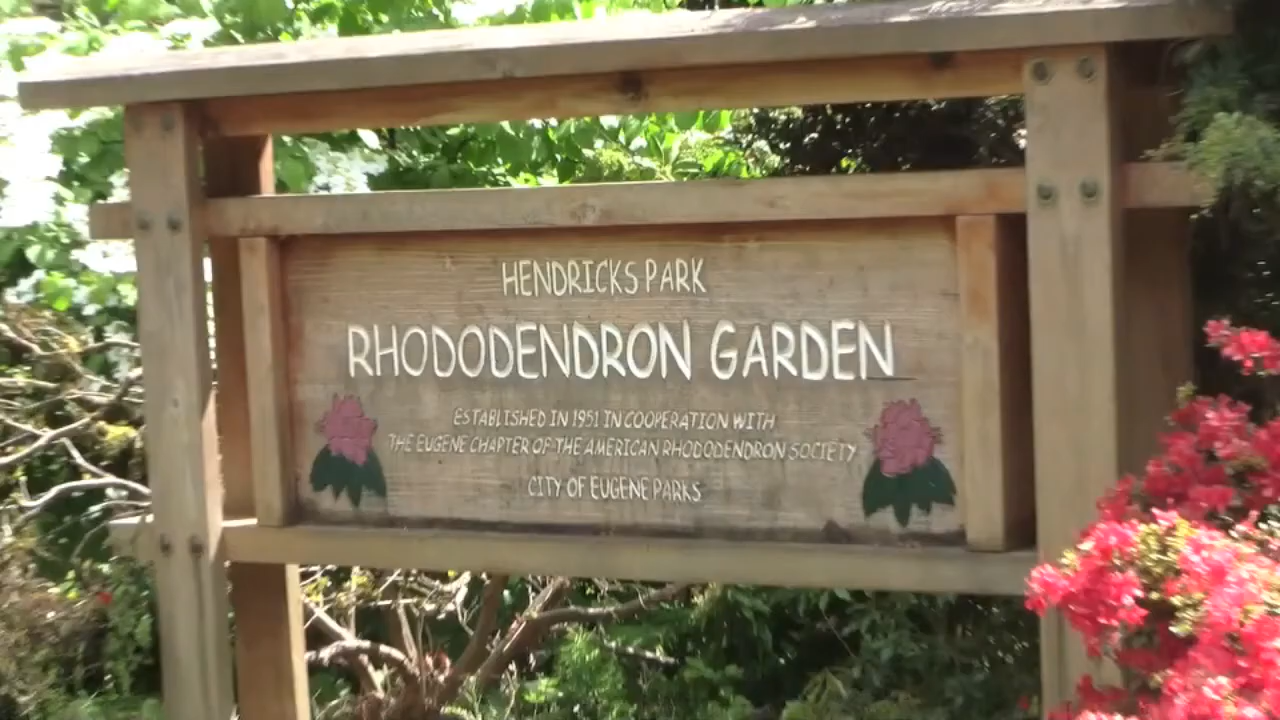 HENDRICKS PARK
RHODODENDRON GARDEN
ESTABLISHED IN 1951 IN COOPERATION WITH
THE EUGENE CHAPTER OF THE AMERICAN RHODODENDRON SOCIETY
CITY OF EUGENE PARKS